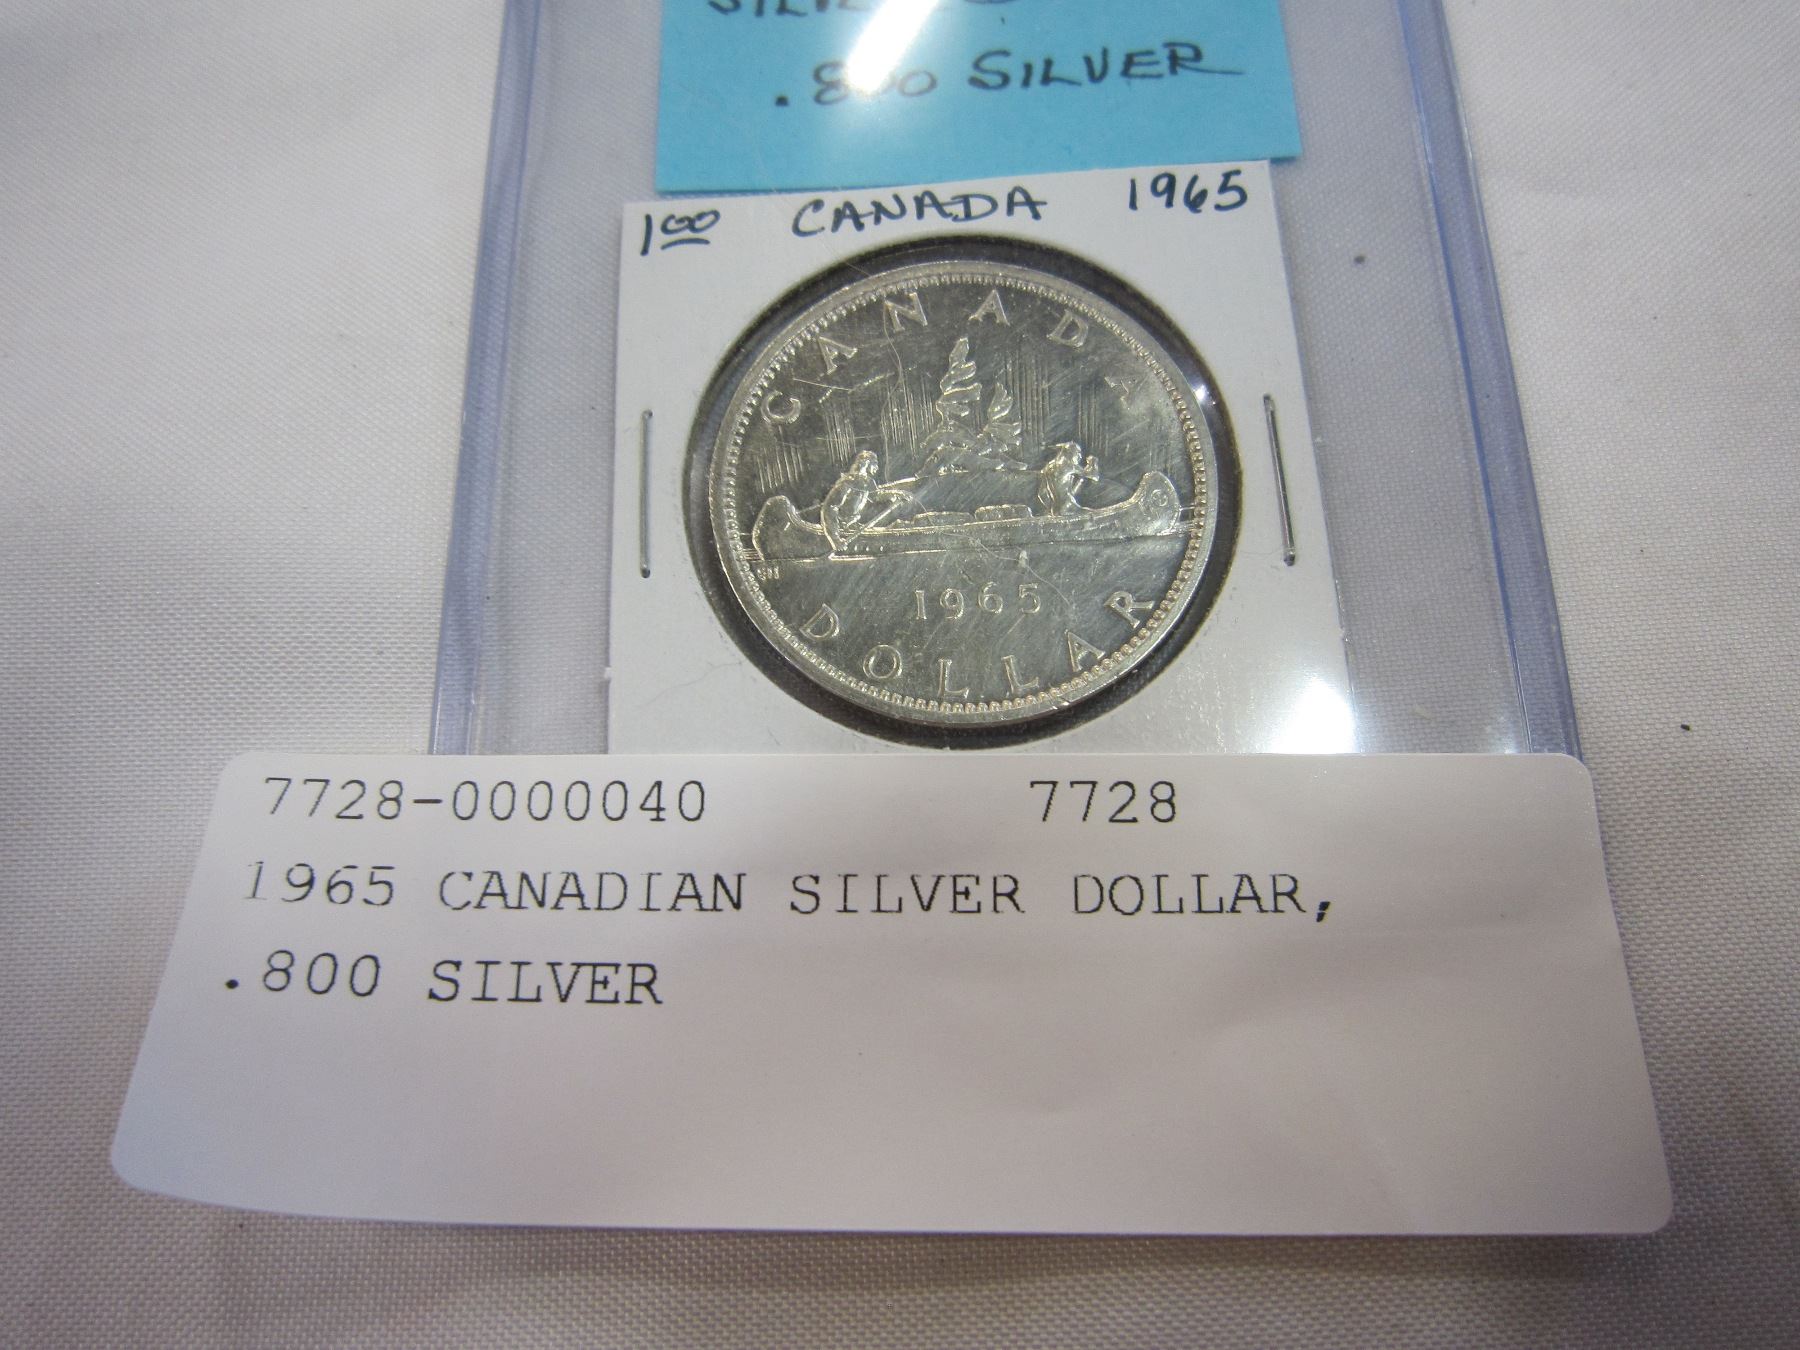 .800 SILVER
1.00 CANADA 1965
CANADA
1965
DOLLAR
7728-0000040 7728
1965 CANADIAN SILVER DOLLAR,
.800 SILVER